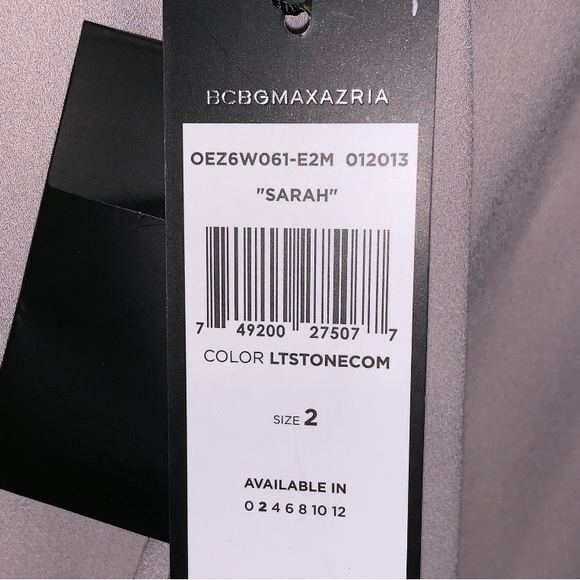 BCBGMAXAZRIA
OEZ6W061-E2M 012013
"SARAH"
7 49200 27507 7
COLOR LTSTONECOM
SIZE 2
AVAILABLE IN
0 2 4 6 8 10 12